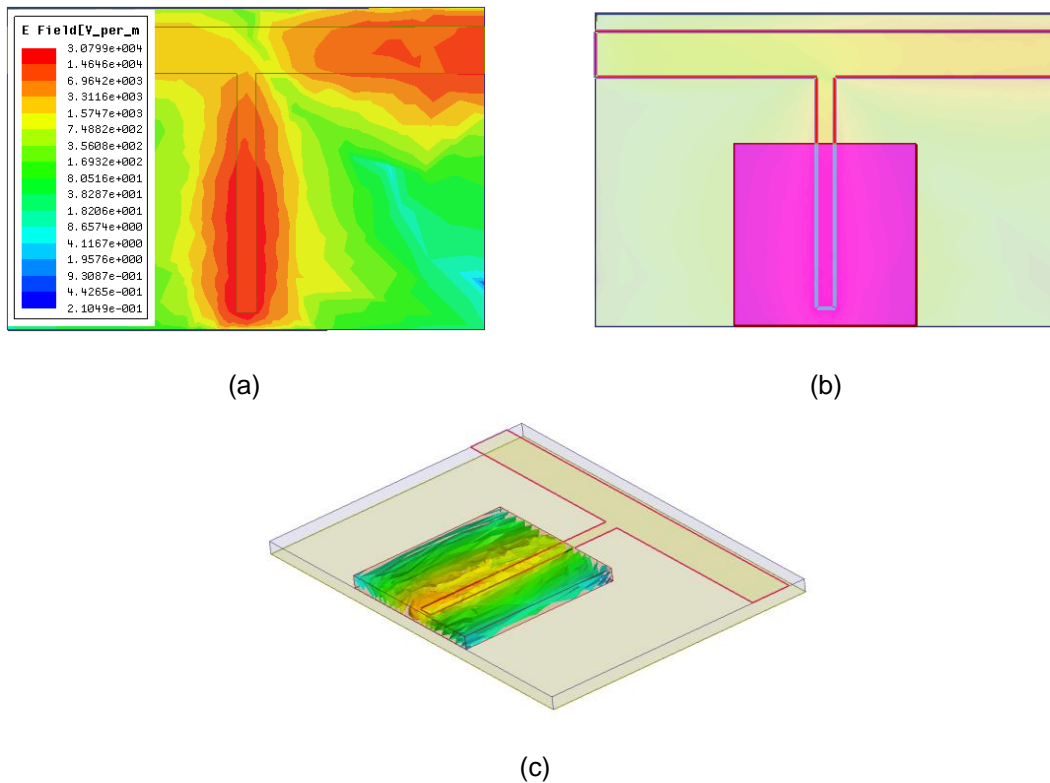 E Field[V_per_m
3.0799e+004
1.4646e+004
6.9642e+003
3.3116e+003
1.5747e+003
7.4882e+002
3.5608e+002
1.6932e+002
8.0516e+001
3.8287e+001
1.8206e+001
8.6574e+000
4.1167e+000
1.9576e+000
9.3087e-001
4.4265e-001
2.1049e-001
(a)
(b)
(c)